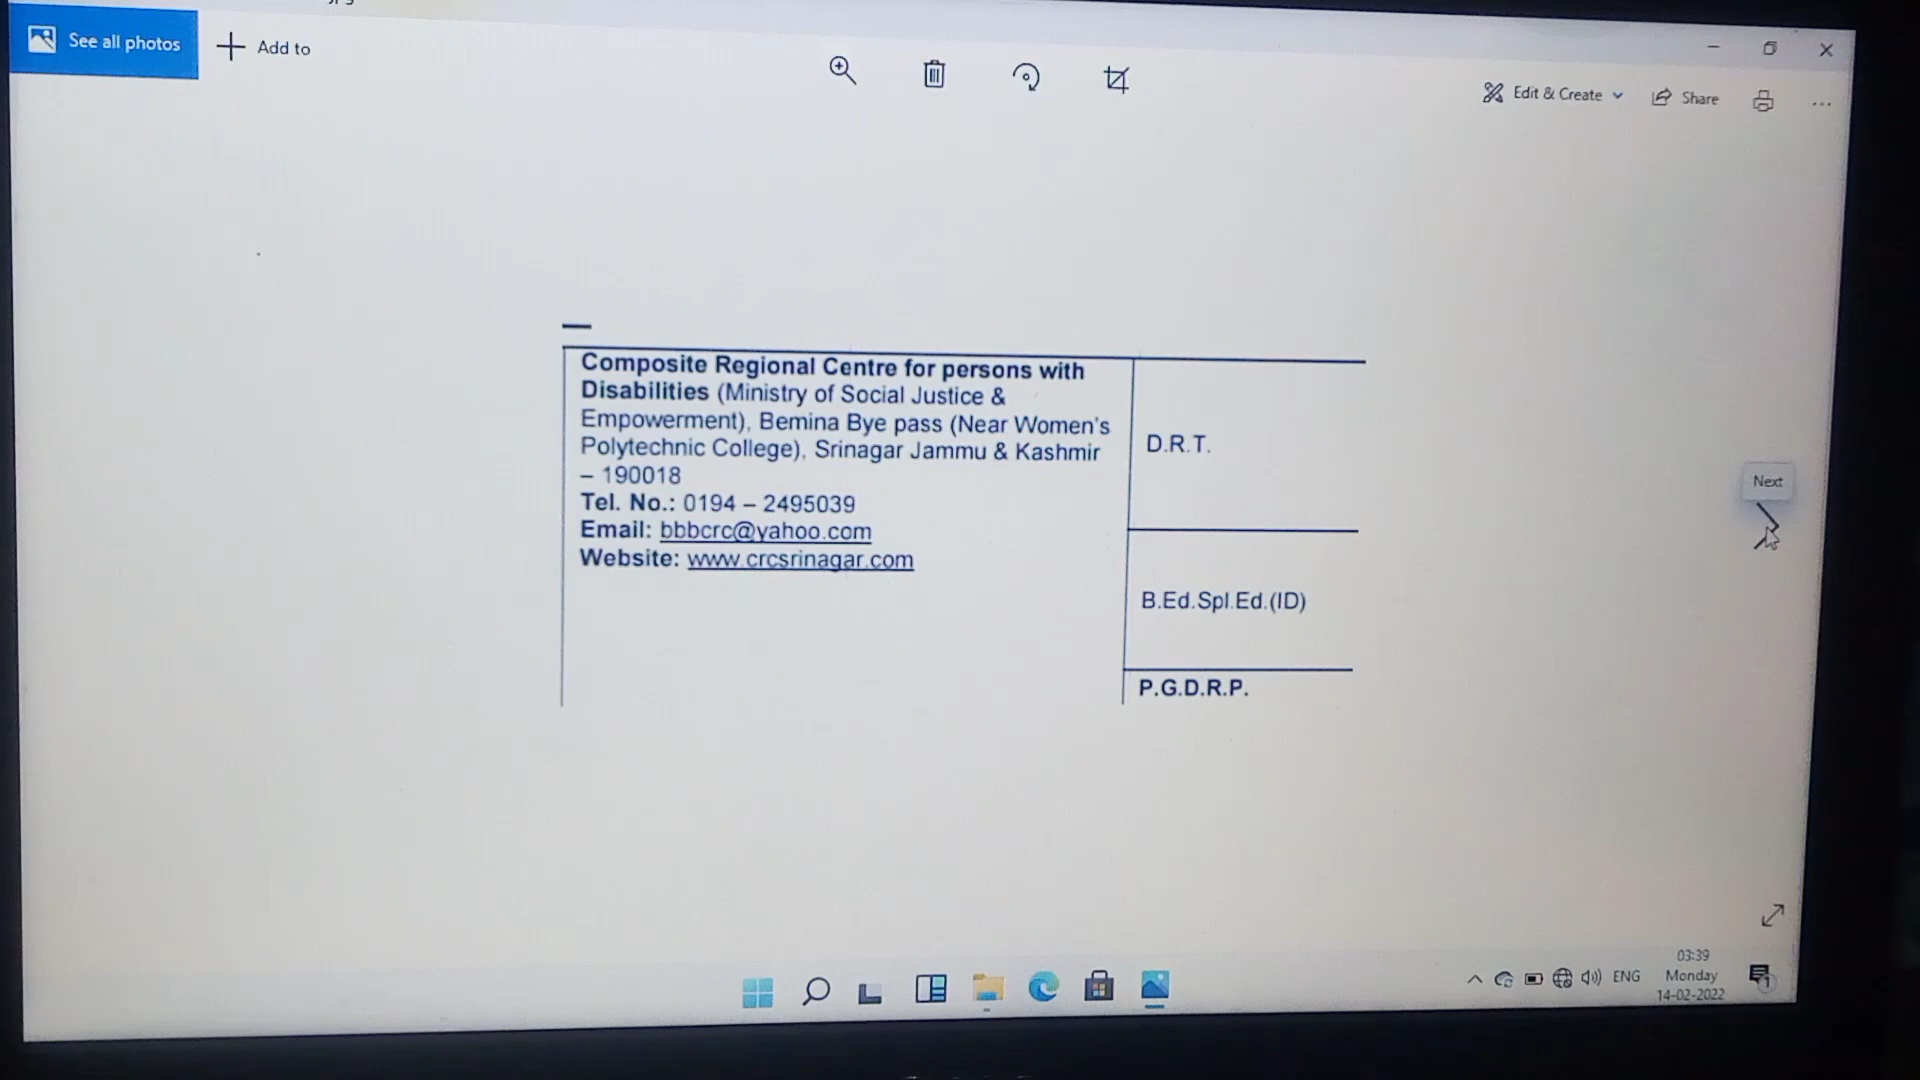 See all photos
Add to
Edit & Create
Share
Composite Regional Centre for persons with
Disabilities (Ministry of Social Justice &
Empowerment), Bemina Bye pass (Near Women's
Polytechnic College), Srinagar Jammu & Kashmir
– 190018
Tel. No.: 0194 – 2495039
Email: bbbcrc@yahoo.com
Website: www.crcsrinagar.com
D.R.T.
B.Ed.Spl.Ed.(ID)
P.G.D.R.P.
Next
ENG
03:39
Monday
14-02-2022
1